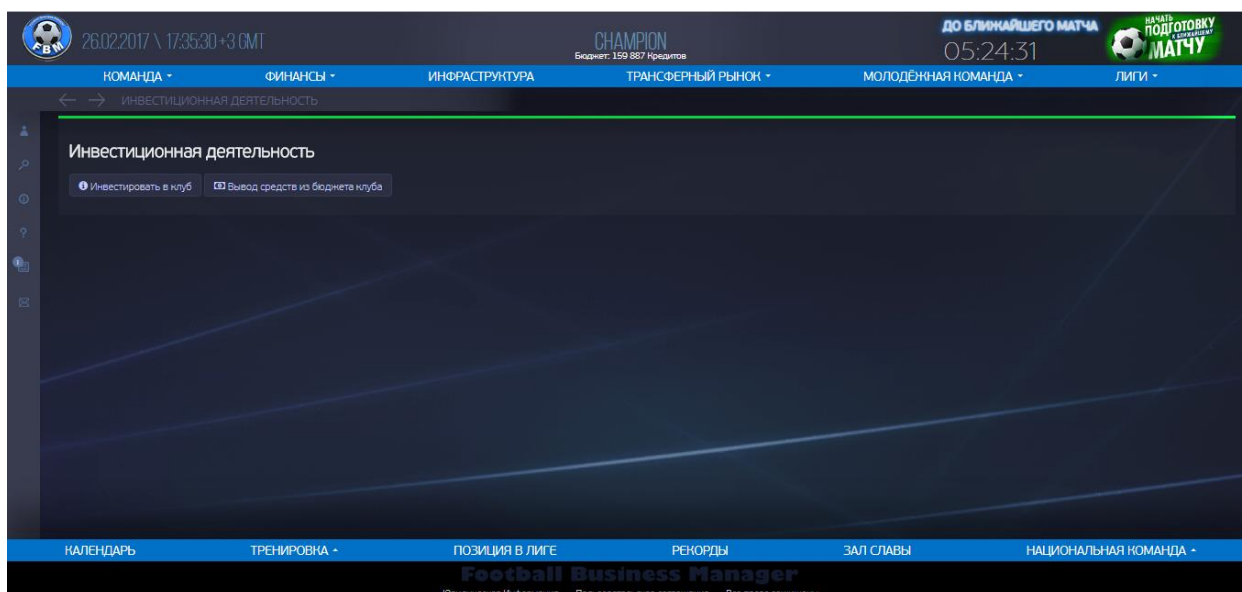 FBM
26.02.2017 \ 17:35:30 +3 GMT
CHAMPION
Бюджет: 159 887 Кредитов
ДО БЛИЖАЙШЕГО МАТЧА
05:24:31
НАЧАТЬ
ПОДГОТОВКУ
К БЛИЖАЙШЕМУ
МАТЧУ
КОМАНДА ФИНАНСЫ ИНФРАСТРУКТУРА ТРАНСФЕРНЫЙ РЫНОК МОЛОДЁЖНАЯ КОМАНДА ЛИГИ
← → ИНВЕСТИЦИОННАЯ ДЕЯТЕЛЬНОСТЬ
Инвестиционная деятельность
Инвестировать в клуб Вывод средств из бюджета клуба
КАЛЕНДАРЬ ТРЕНИРОВКА ПОЗИЦИЯ В ЛИГЕ РЕКОРДЫ ЗАЛ СЛАВЫ НАЦИОНАЛЬНАЯ КОМАНДА
Football Business Manager